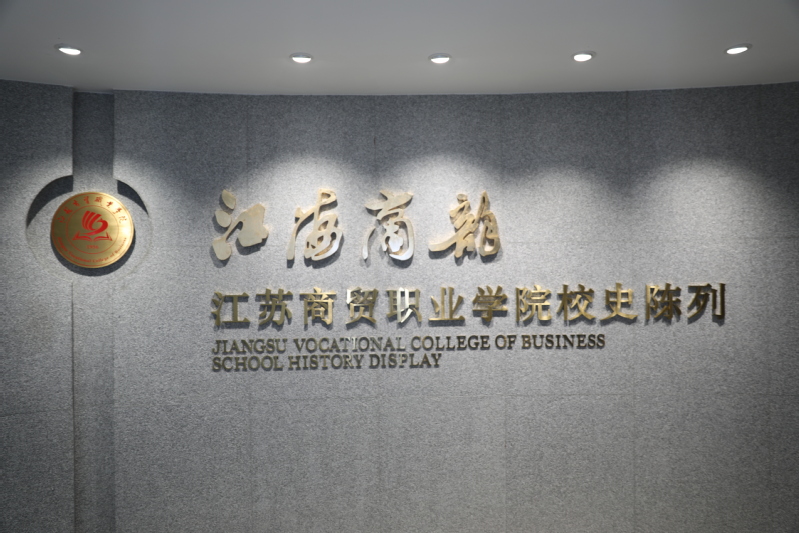 江海商韵
江苏商贸职业学院校史陈列
JIANGSU VOCATIONAL COLLEGE OF BUSINESS
SCHOOL HISTORY DISPLAY